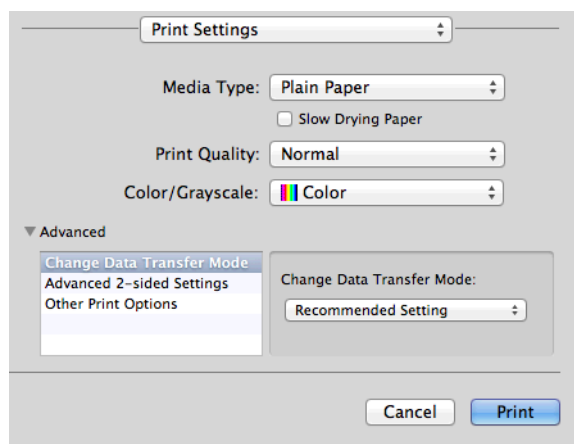 Print Settings
Media Type: Plain Paper
Slow Drying Paper
Print Quality: Normal
Color/Grayscale: Color
Advanced
Change Data Transfer Mode
Advanced 2-sided Settings
Other Print Options
Change Data Transfer Mode:
Recommended Setting
Cancel Print